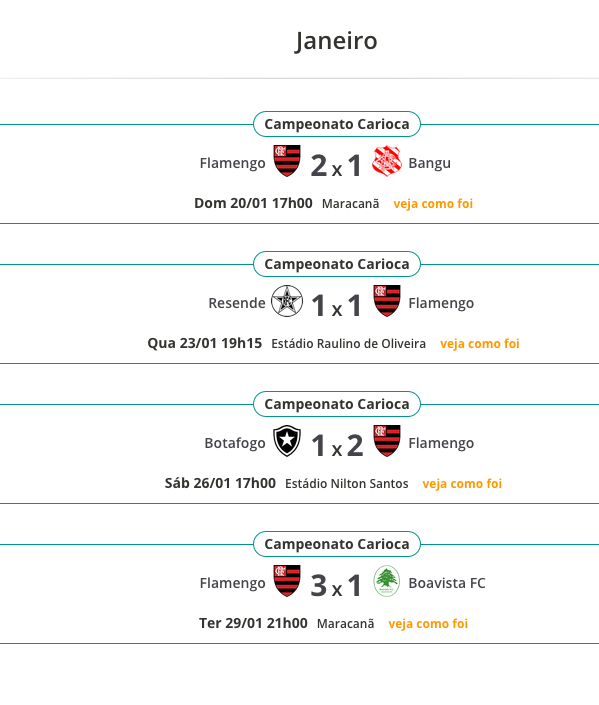 Janeiro
Campeonato Carioca
Flamengo 2 x 1 Bangu
Dom 20/01 17h00 Maracanã veja como foi
Campeonato Carioca
Resende 1 x 1 Flamengo
Qua 23/01 19h15 Estádio Raulino de Oliveira veja como foi
Campeonato Carioca
Botafogo 1 x 2 Flamengo
Sáb 26/01 17h00 Estádio Nilton Santos veja como foi
Campeonato Carioca
Flamengo 3 x 1 Boavista FC
Ter 29/01 21h00 Maracanã veja como foi